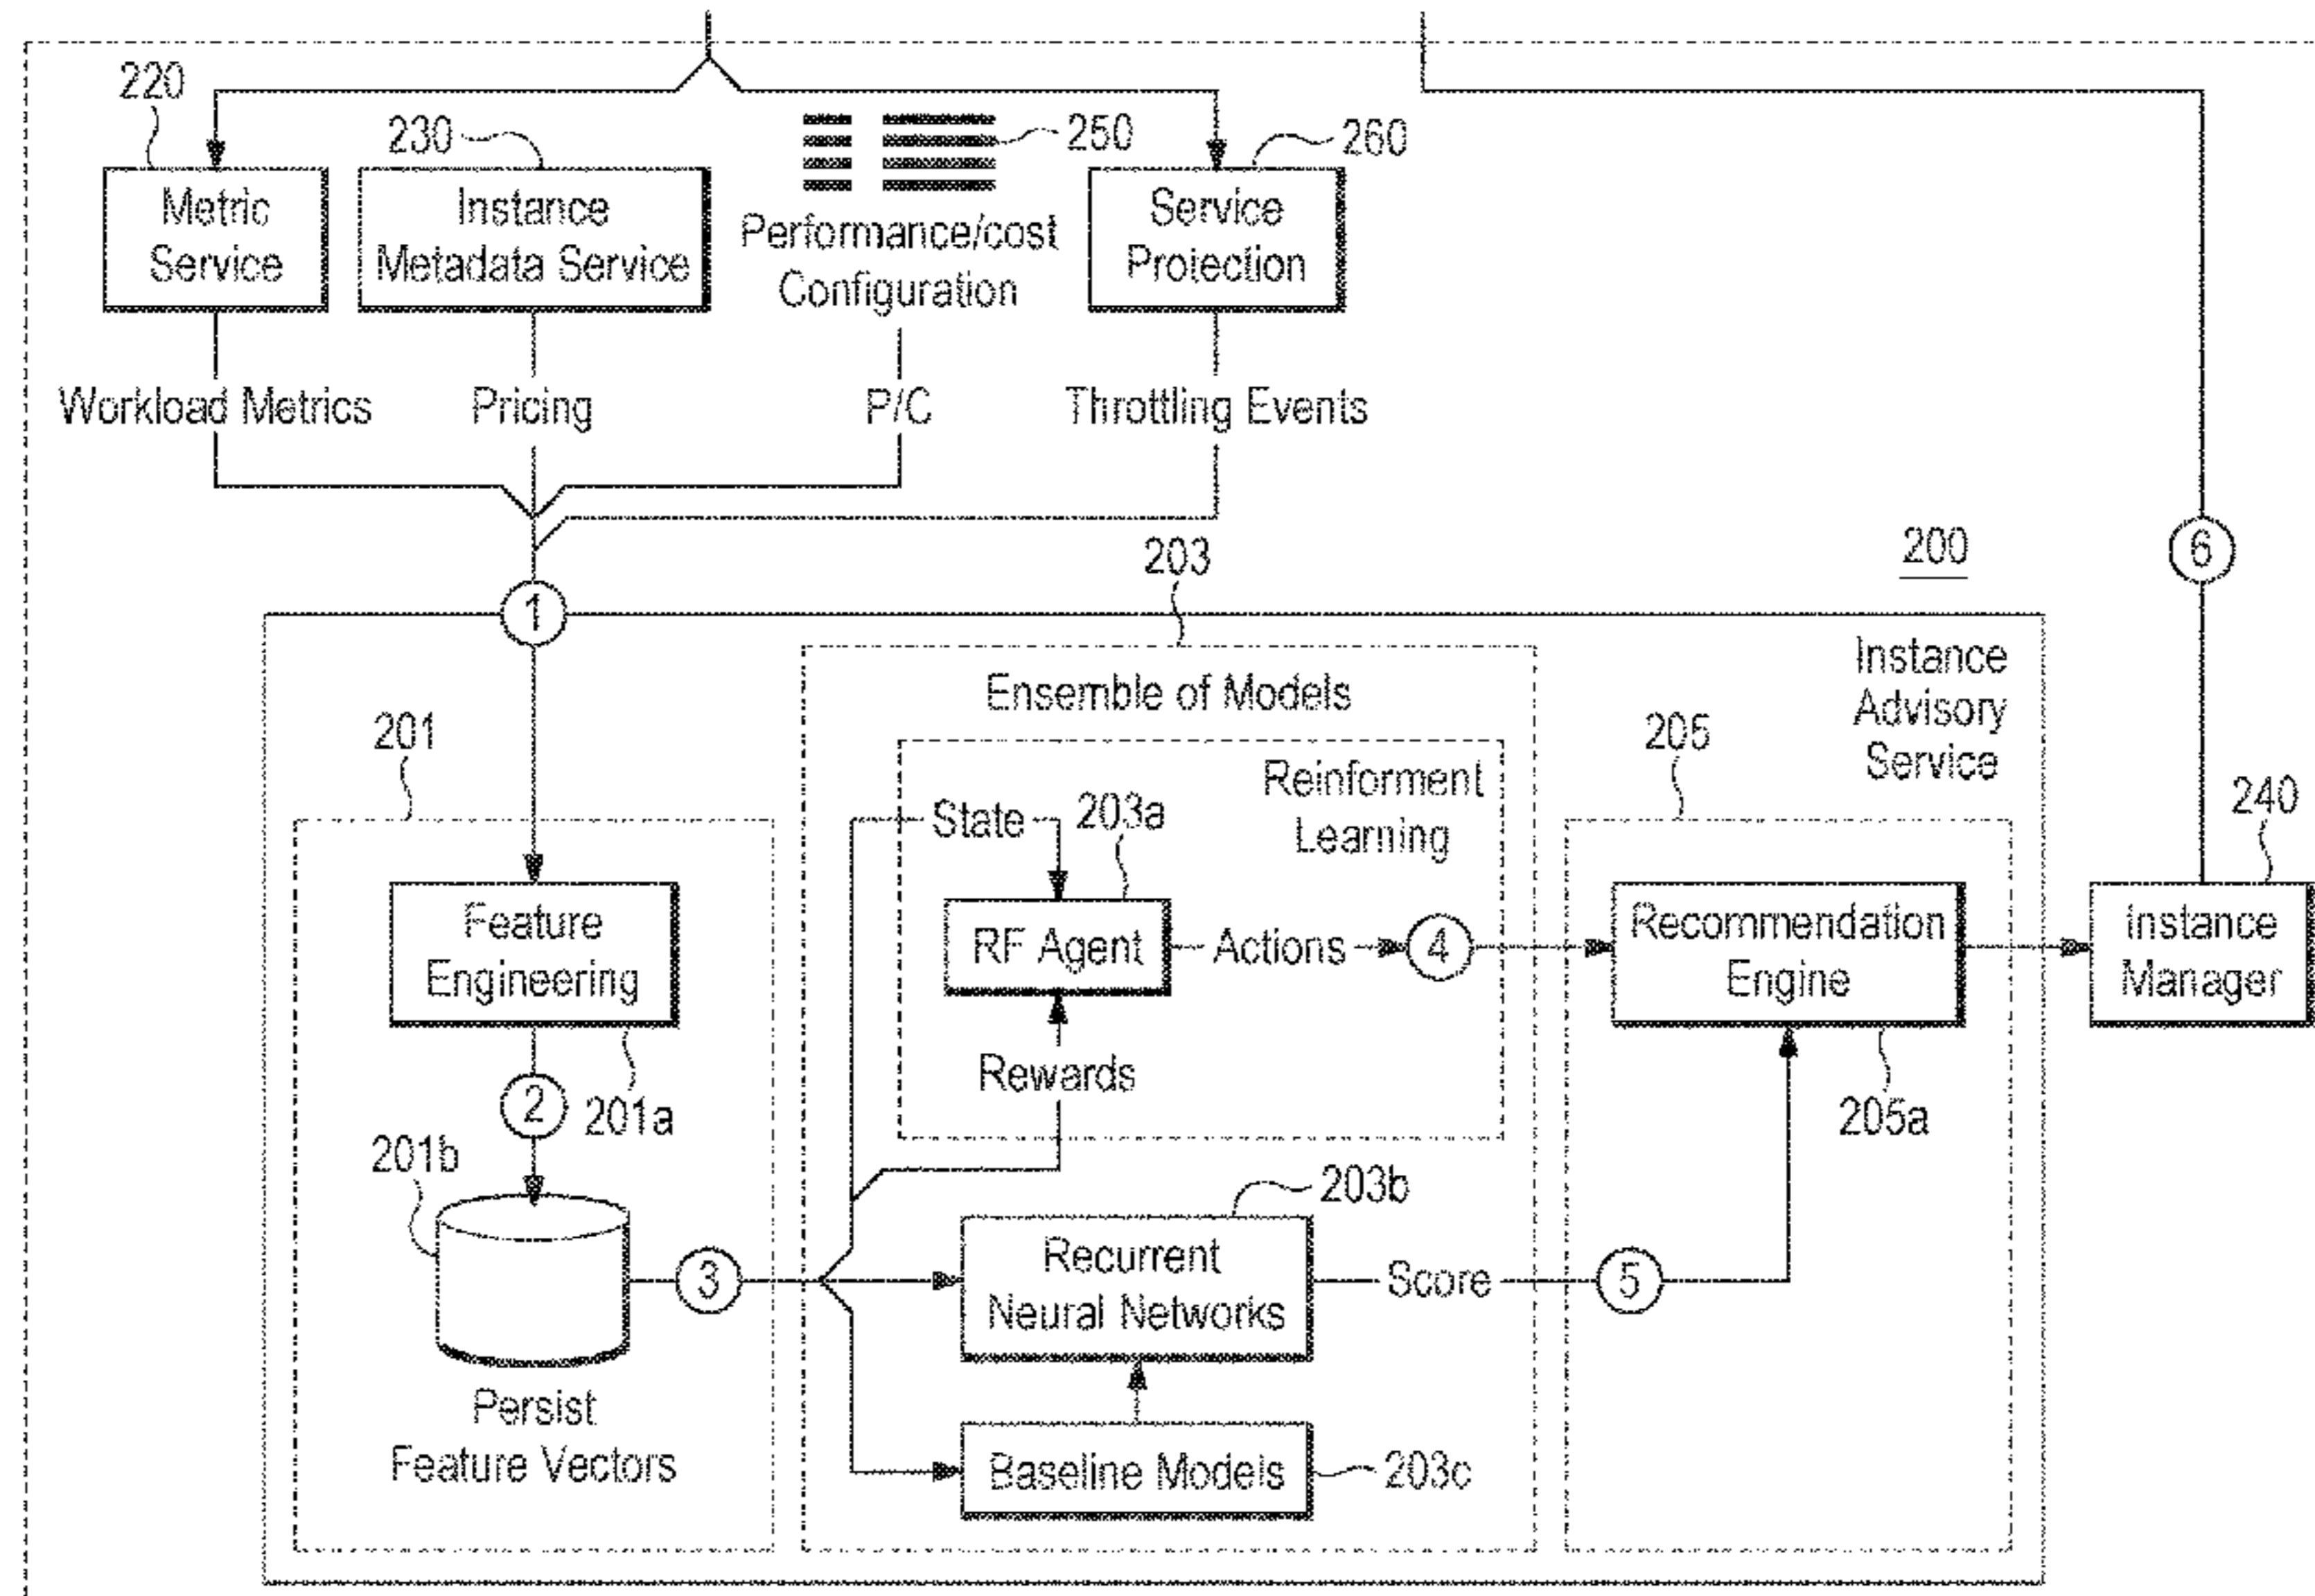 220
230
250
260
Metric
Service
Instance
Metadata Service
Performance/cost
Configuration
Service
Protection
Workload Metrics
Pricing
P/C
Throttling Events
1
203
200
6
Ensemble of Models
Instance
Advisory
Service
201
205
Reinforment
Learning
State
203a
240
Feature
Engineering
RF Agent
Actions
4
Recommendation
Engine
Instance
Manager
Rewards
2
201a
205a
201b
203b
3
Recurrent
Neural Networks
Score
5
Persist
Feature Vectors
Baseline Models
203c